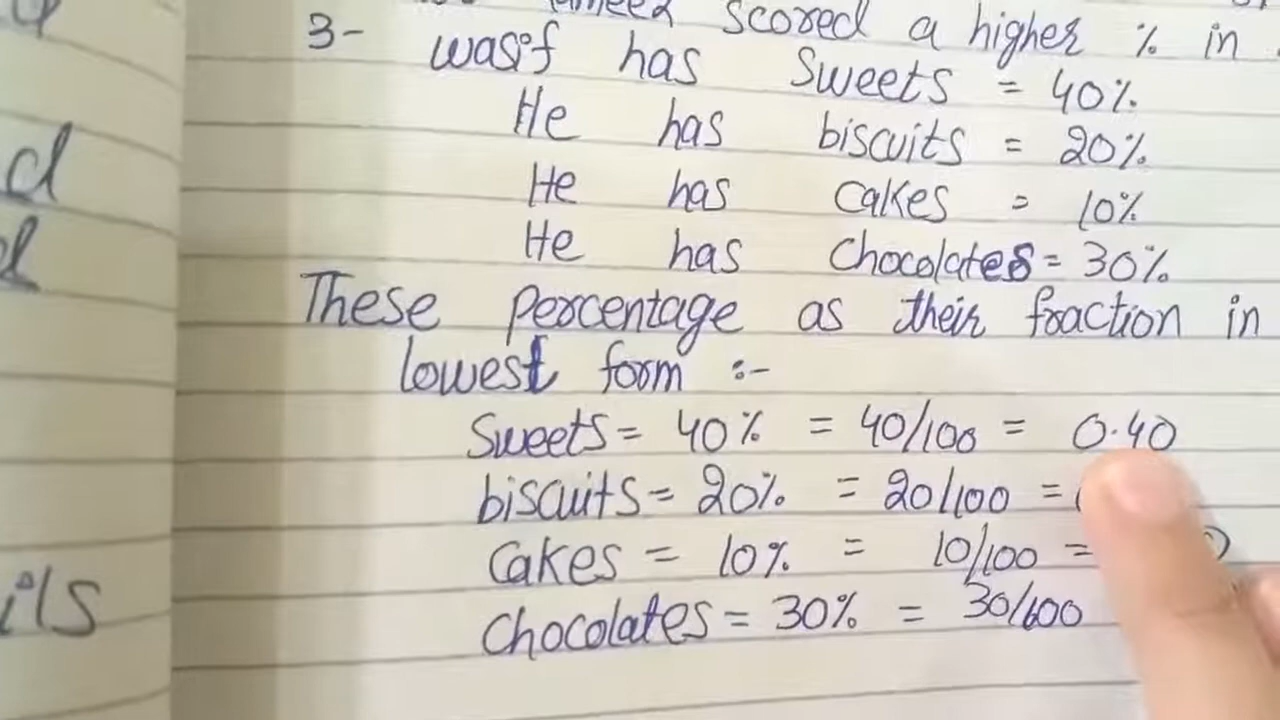 scored a higher % in
3- wasif has Sweets = 40%
He has biscuits = 20%
He has Cakes = 10%
He has Chocolates = 30%
These percentage as their fraction in
lowest form :-
Sweets = 40% = 40/100 = 0.40
biscuits = 20% = 20/100 =
Cakes = 10% = 10/100 =
Chocolates = 30% = 30/100